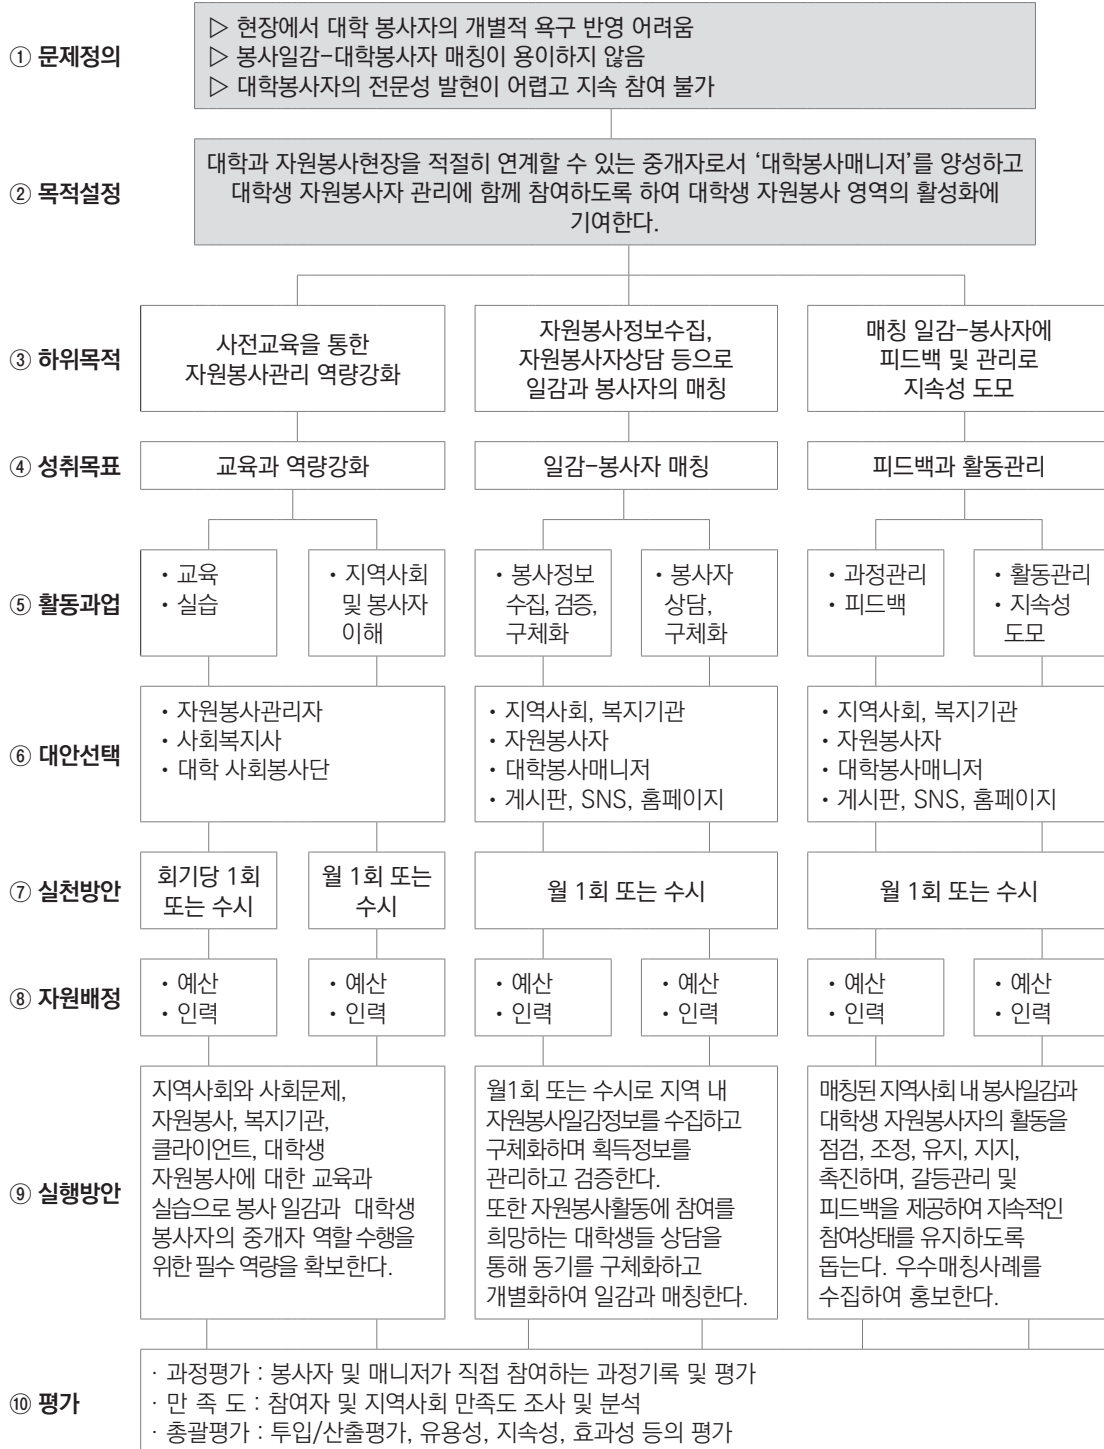 ① 문제정의
▷ 현장에서 대학 봉사자의 개별적 욕구 반영 어려움
▷ 봉사일감-대학봉사자 매칭이 용이하지 않음
▷ 대학봉사자의 전문성 발현이 어렵고 지속 참여 불가
② 목적설정
대학과 자원봉사현장을 적절히 연계할 수 있는 중개자로서 ‘대학봉사매니저’를 양성하고
대학생 자원봉사자 관리에 함께 참여하도록 하여 대학생 자원봉사 영역의 활성화에
기여한다.
③ 하위목적
사전교육을 통한
자원봉사관리 역량강화
자원봉사정보수집,
자원봉사자상담 등으로
일감과 봉사자의 매칭
매칭 일감-봉사자에
피드백 및 관리로
지속성 도모
④ 성취목표
교육과 역량강화
일감-봉사자 매칭
피드백과 활동관리
⑤ 활동과업
• 교육
• 실습
• 지역사회
및 봉사자
이해
• 봉사정보
수집, 검증,
구체화
• 봉사자
상담,
구체화
• 과정관리
• 피드백
• 활동관리
• 지속성
도모
⑥ 대안선택
• 자원봉사관리자
• 사회복지사
• 대학 사회봉사단
• 지역사회, 복지기관
• 자원봉사자
• 대학봉사매니저
• 게시판, SNS, 홈페이지
• 지역사회, 복지기관
• 자원봉사자
• 대학봉사매니저
• 게시판, SNS, 홈페이지
⑦ 실천방안
회기당 1회
또는 수시
월 1회 또는
수시
월 1회 또는 수시
월 1회 또는 수시
⑧ 자원배정
• 예산
• 인력
• 예산
• 인력
• 예산
• 인력
• 예산
• 인력
• 예산
• 인력
• 예산
• 인력
⑨ 실행방안
지역사회와 사회문제,
자원봉사, 복지기관,
클라이언트, 대학생
자원봉사에 대한 교육과
실습으로 봉사 일감과 대학생
봉사자의 중개자 역할 수행을
위한 필수 역량을 확보한다.
월1회 또는 수시로 지역 내
자원봉사일감정보를 수집하고
구체화하며 획득정보를
관리하고 검증한다.
또한 자원봉사활동에 참여를
희망하는 대학생들 상담을
통해 동기를 구체화하고
개별화하여 일감과 매칭한다.
매칭된 지역사회 내 봉사일감과
대학생 자원봉사자의 활동을
점검, 조정, 유지, 지지,
촉진하며, 갈등관리 및
피드백을 제공하여 지속적인
참여상태를 유지하도록
돕는다. 우수매칭사례를
수집하여 홍보한다.
⑩ 평가
· 과정평가 : 봉사자 및 매니저가 직접 참여하는 과정기록 및 평가
· 만 족 도 : 참여자 및 지역사회 만족도 조사 및 분석
· 총괄평가 : 투입/산출평가, 유용성, 지속성, 효과성 등의 평가